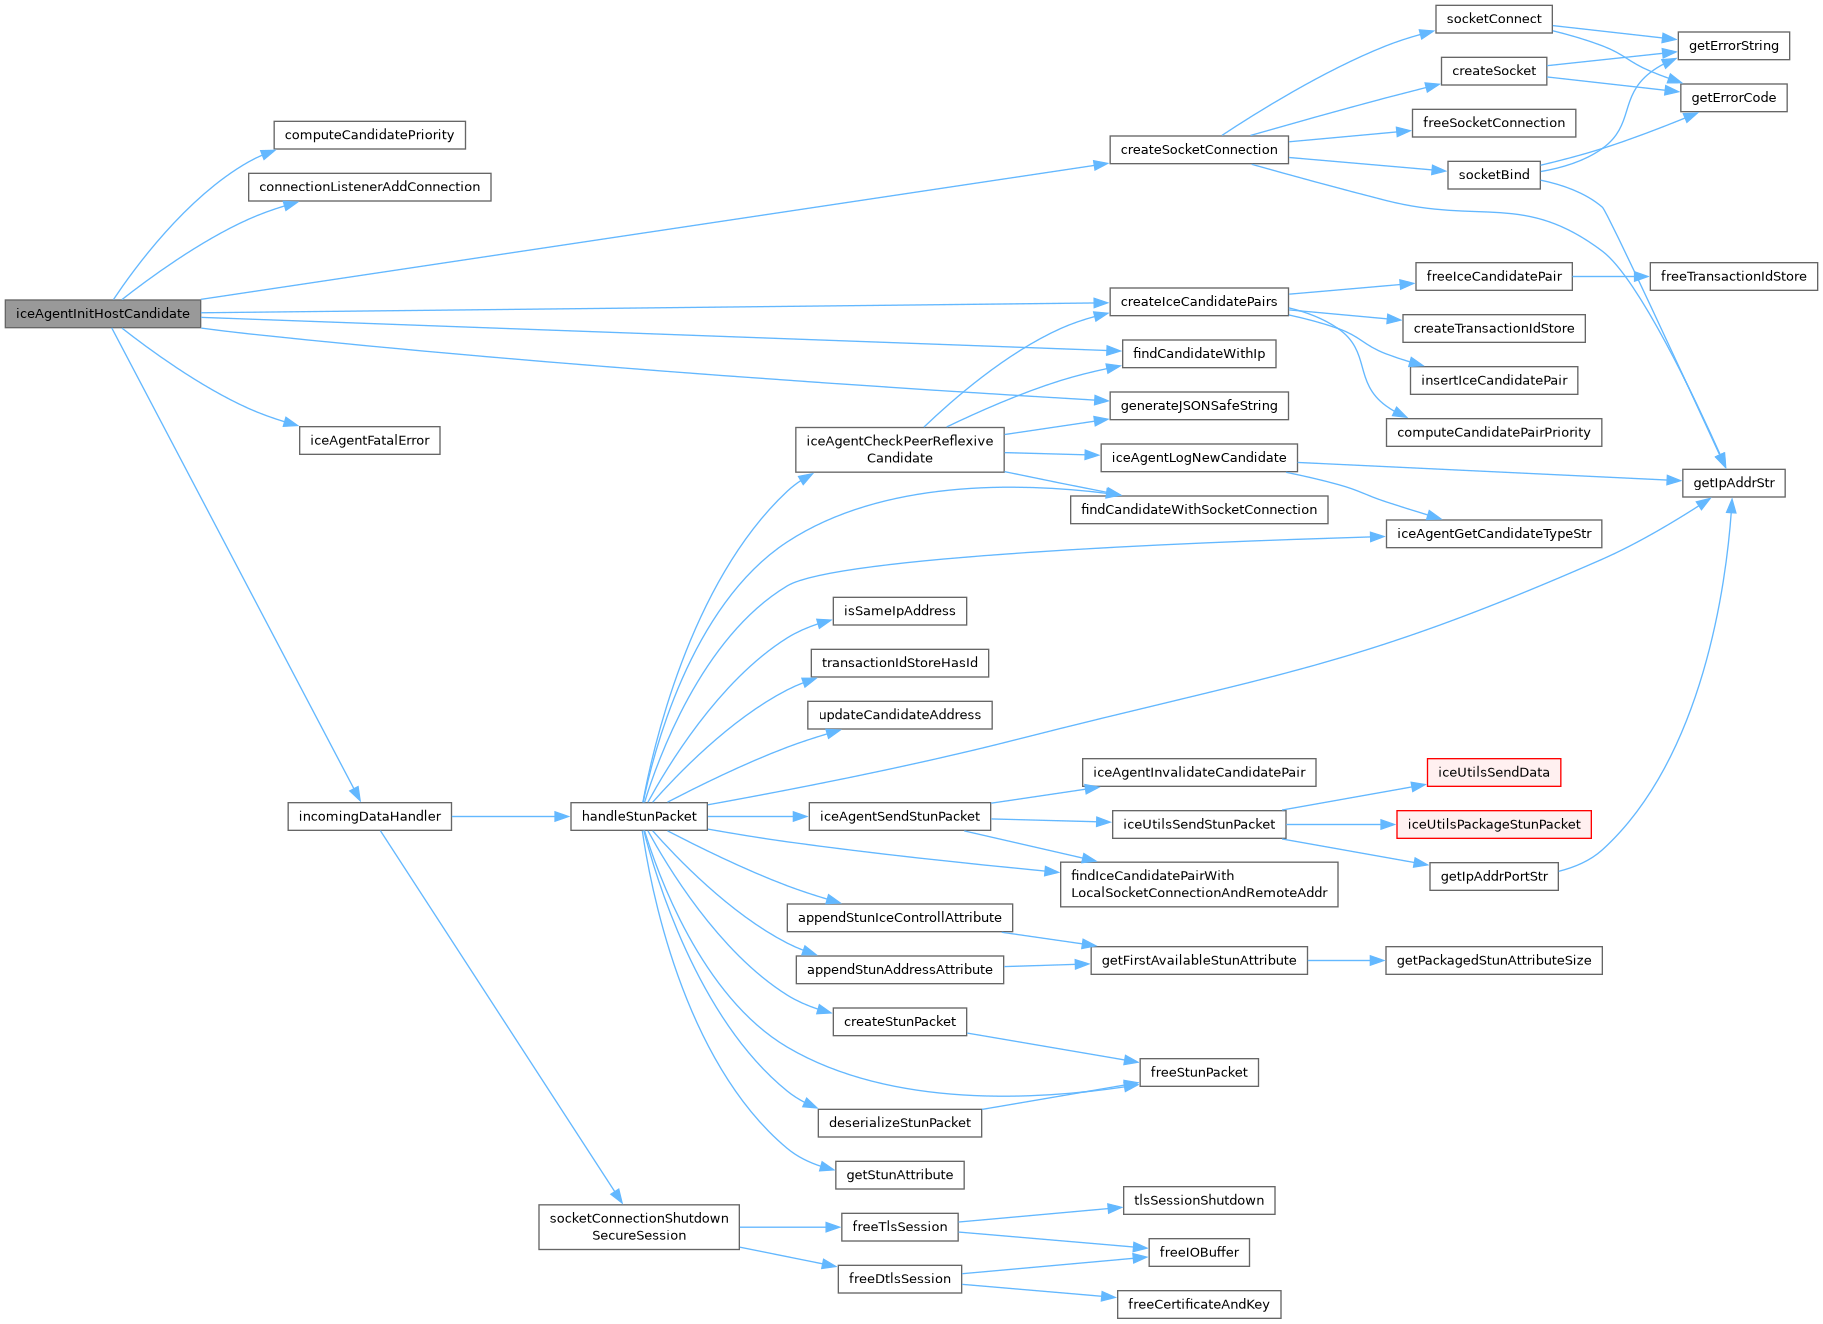 iceAgentInitHostCandidate
computeCandidatePriority
connectionListenerAddConnection
iceAgentFatalError
incomingDataHandler
createSocketConnection
socketConnect
createSocket
freeSocketConnection
socketBind
getErrorString
getErrorCode
createIceCandidatePairs
freeIceCandidatePair
freeTransactionIdStore
createTransactionIdStore
insertIceCandidatePair
computeCandidatePairPriority
findCandidateWithIp
generateJSONSafeString
iceAgentCheckPeerReflexive
Candidate
iceAgentLogNewCandidate
findCandidateWithSocketConnection
getIpAddrStr
iceAgentGetCandidateTypeStr
isSameIpAddress
transactionIdStoreHasId
updateCandidateAddress
handleStunPacket
iceAgentSendStunPacket
iceAgentInvalidateCandidatePair
iceUtilsSendStunPacket
iceUtilsSendData
iceUtilsPackageStunPacket
getIpAddrPortStr
findIceCandidatePairWith
LocalSocketConnectionAndRemoteAddr
appendStunIceControllAttribute
appendStunAddressAttribute
getFirstAvailableStunAttribute
getPackagedStunAttributeSize
createStunPacket
freeStunPacket
deserializeStunPacket
getStunAttribute
socketConnectionShutdown
SecureSession
freeTlsSession
freeDtlsSession
tlsSessionShutdown
freeIOBuffer
freeCertificateAndKey